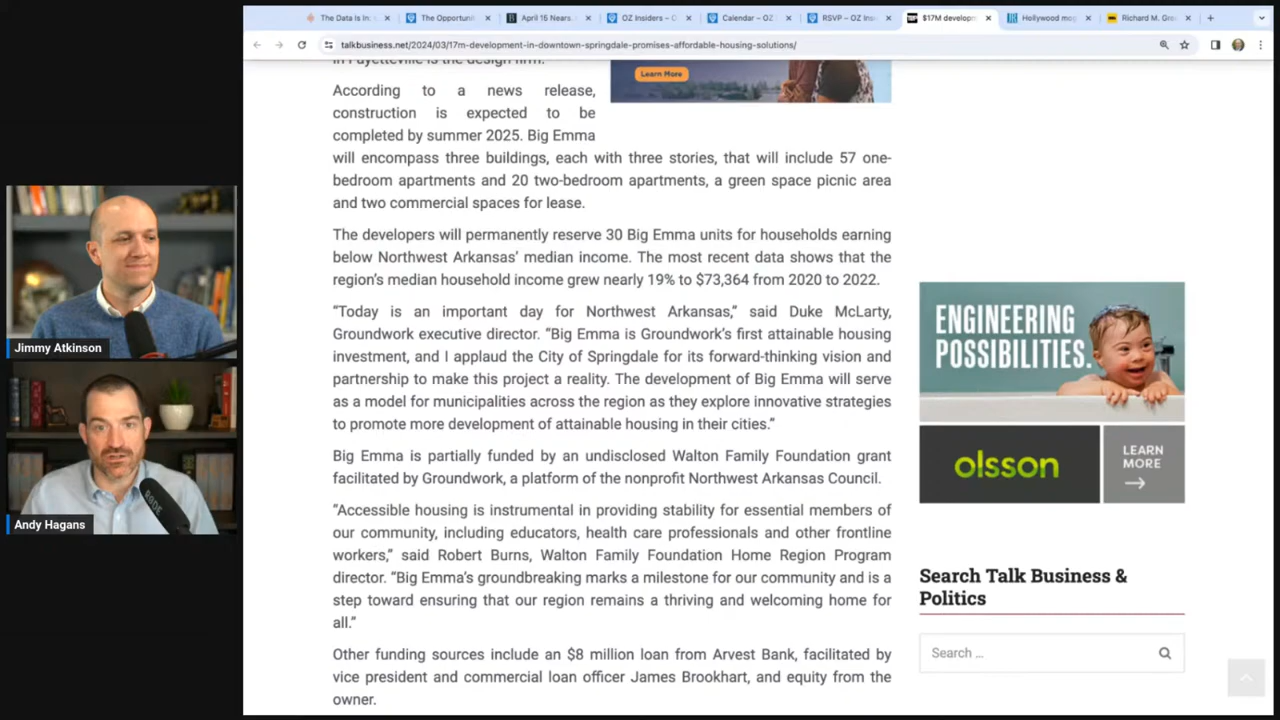 The Data Is In:
The Opportuni
April 15 Nears
OZ Insiders – O
Calendar – OZ
RSVP – OZ Insi
$17M developm
Hollywood mog
Richard M. Gro
talkbusiness.net/2024/03/17m-development-in-downtown-springdale-promises-affordable-housing-solutions/
in Fayetteville is the design firm.
Learn More
According to a news release,
construction is expected to be
completed by summer 2025. Big Emma
will encompass three buildings, each with three stories, that will include 57 one-
bedroom apartments and 20 two-bedroom apartments, a green space picnic area
and two commercial spaces for lease.
The developers will permanently reserve 30 Big Emma units for households earning
below Northwest Arkansas’ median income. The most recent data shows that the
region’s median household income grew nearly 19% to $73,364 from 2020 to 2022.
“Today is an important day for Northwest Arkansas,” said Duke McLarty,
Groundwork executive director. “Big Emma is Groundwork’s first attainable housing
investment, and I applaud the City of Springdale for its forward-thinking vision and
partnership to make this project a reality. The development of Big Emma will serve
as a model for municipalities across the region as they explore innovative strategies
to promote more development of attainable housing in their cities.”
Big Emma is partially funded by an undisclosed Walton Family Foundation grant
facilitated by Groundwork, a platform of the nonprofit Northwest Arkansas Council.
“Accessible housing is instrumental in providing stability for essential members of
our community, including educators, health care professionals and other frontline
workers,” said Robert Burns, Walton Family Foundation Home Region Program
director. “Big Emma’s groundbreaking marks a milestone for our community and is a
step toward ensuring that our region remains a thriving and welcoming home for
all.”
Other funding sources include an $8 million loan from Arvest Bank, facilitated by
vice president and commercial loan officer James Brookhart, and equity from the
owner.
ENGINEERING
POSSIBILITIES.
olsson
LEARN
MORE
Search Talk Business &
Politics
Search …
Jimmy Atkinson
RODE
Andy Hagans